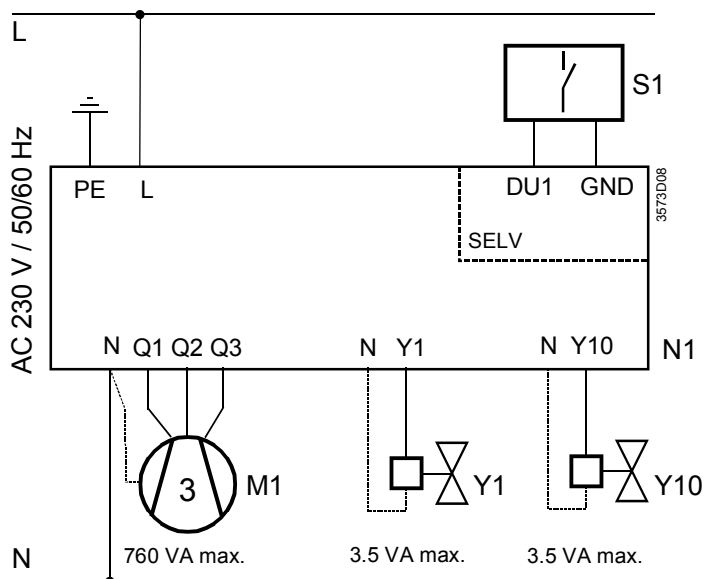 L
S1
AC 230 V / 50/60 Hz
PE L DU1 GND
3573D08
SELV
N Q1 Q2 Q3 N Y1 N Y10 N1
3 M1 Y1 Y10
N 760 VA max. 3.5 VA max. 3.5 VA max.